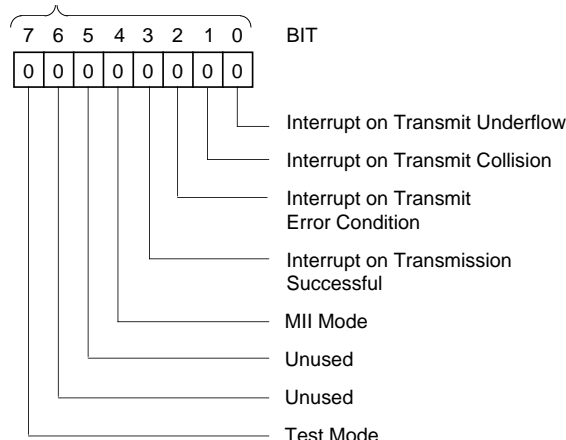 7 6 5 4 3 2 1 0 BIT
0 0 0 0 0 0 0 0
Interrupt on Transmit Underflow
Interrupt on Transmit Collision
Interrupt on Transmit
Error Condition
Interrupt on Transmission
Successful
MII Mode
Unused
Unused
Test Mode